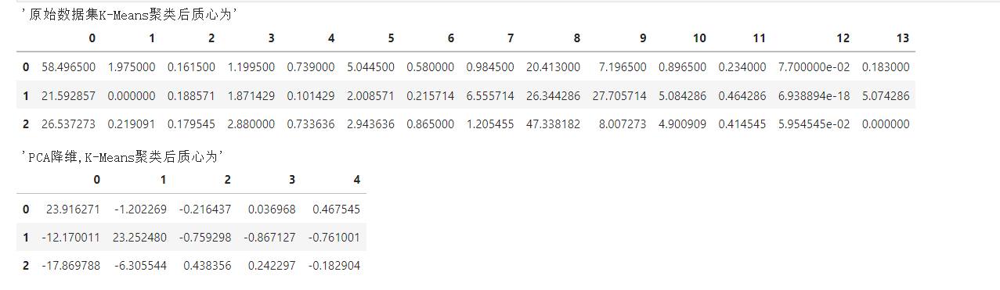 '原始数据集K-Means聚类后质心为'
0 1 2 3 4 5 6 7 8 9 10 11 12 13
0 58.496500 1.975000 0.161500 1.199500 0.739000 5.044500 0.580000 0.984500 20.413000 7.196500 0.896500 0.234000 7.700000e-02 0.183000
1 21.592857 0.000000 0.188571 1.871429 0.101429 2.008571 0.215714 6.555714 26.344286 27.705714 5.084286 0.464286 6.938894e-18 5.074286
2 26.537273 0.219091 0.179545 2.880000 0.733636 2.943636 0.865000 1.205455 47.338182 8.007273 4.900909 0.414545 5.954545e-02 0.000000
'PCA降维,K-Means聚类后质心为'
0 1 2 3 4
0 23.916271 -1.202269 -0.216437 0.036968 0.467545
1 -12.170011 23.252480 -0.759298 -0.867127 -0.761001
2 -17.869788 -6.305544 0.438356 0.242297 -0.182904